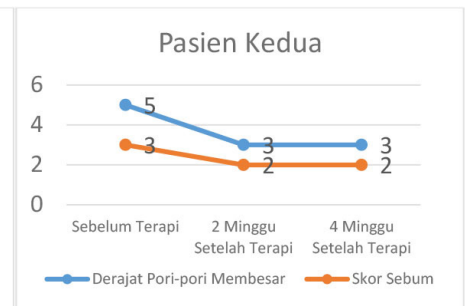 Pasien Kedua
6
4
2
0
5
3
3
3
2
2
Sebelum Terapi
2 Minggu
Setelah Terapi
4 Minggu
Setelah Terapi
Derajat Pori-pori Membesar
Skor Sebum